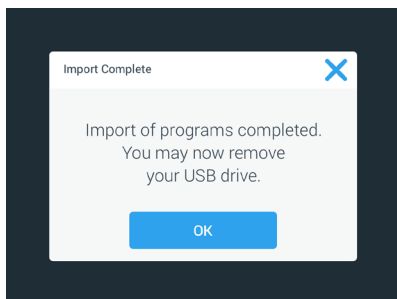 Import Complete
Import of programs completed.
You may now remove
your USB drive.
OK